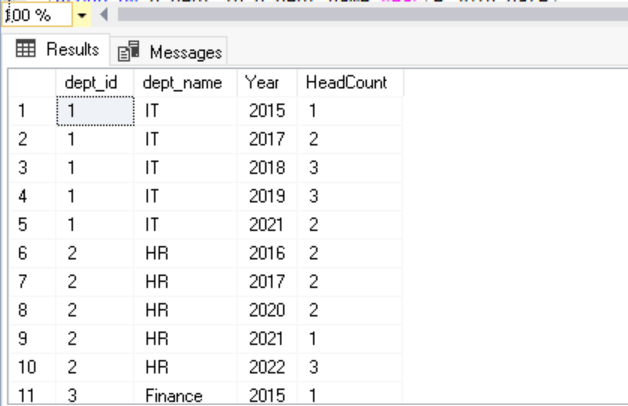 100 %
Results Messages
dept_id dept_name Year HeadCount
1 1 IT 2015 1
2 1 IT 2017 2
3 1 IT 2018 3
4 1 IT 2019 3
5 1 IT 2021 2
6 2 HR 2016 2
7 2 HR 2017 2
8 2 HR 2020 2
9 2 HR 2021 1
10 2 HR 2022 3
11 3 Finance 2015 1